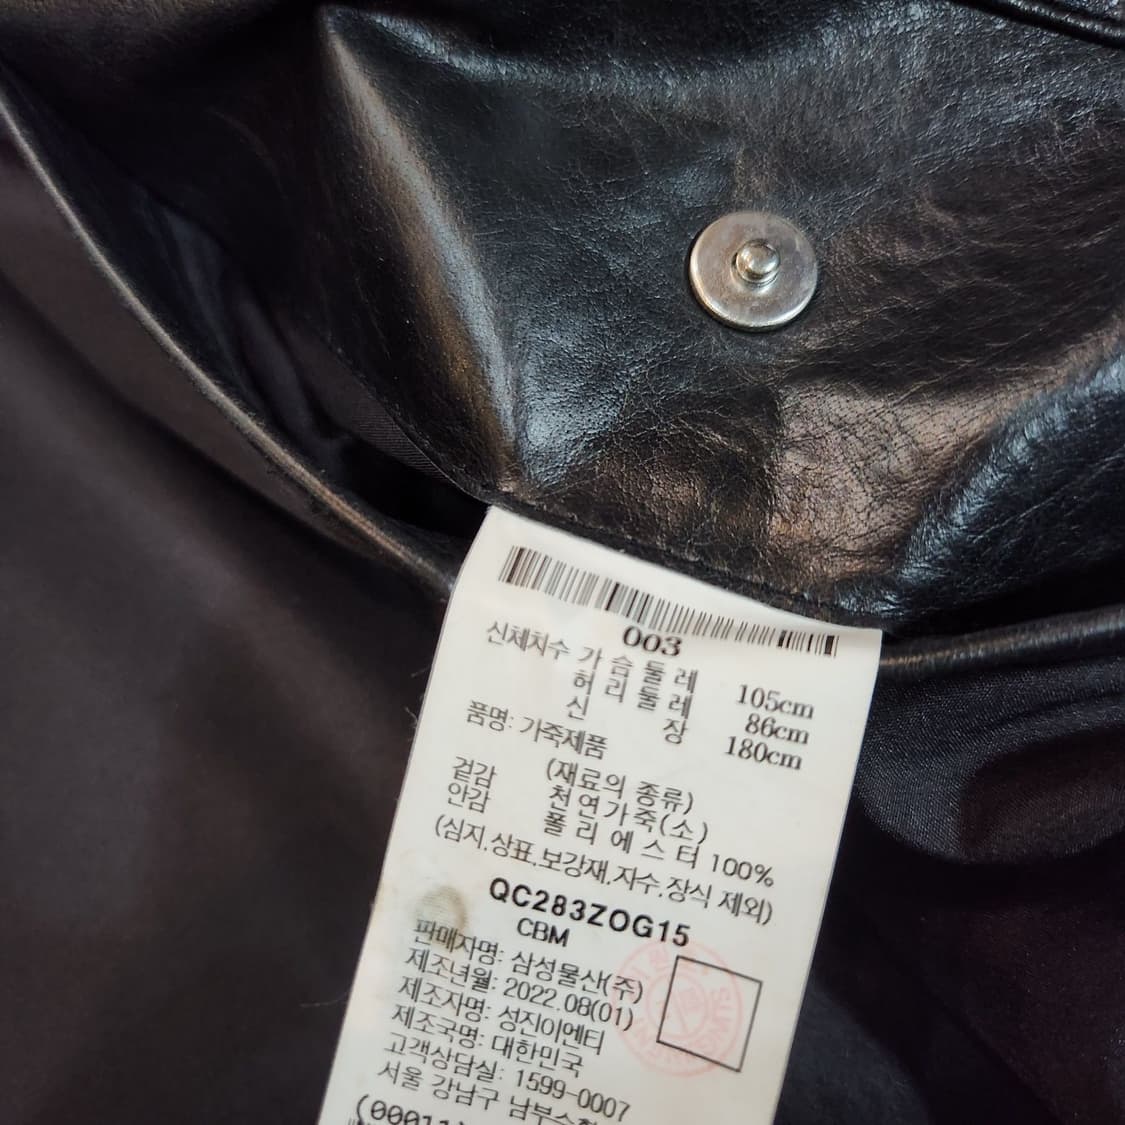 003
신체치수 가슴둘레 105cm
허리둘레 86cm
신장 180cm
품명: 가죽제품
(재료의 종류)
겉감 천연가죽(소)
안감 폴리에스터 100%
(심지,상표,보강재,자수,장식 제외)
QC283ZOG15
CBM
판매자명: 삼성물산(주)
제조년월: 2022.08(01)
제조자명: 성진이엔티
제조국명: 대한민국
고객상담실: 1599-0007
서울 강남구